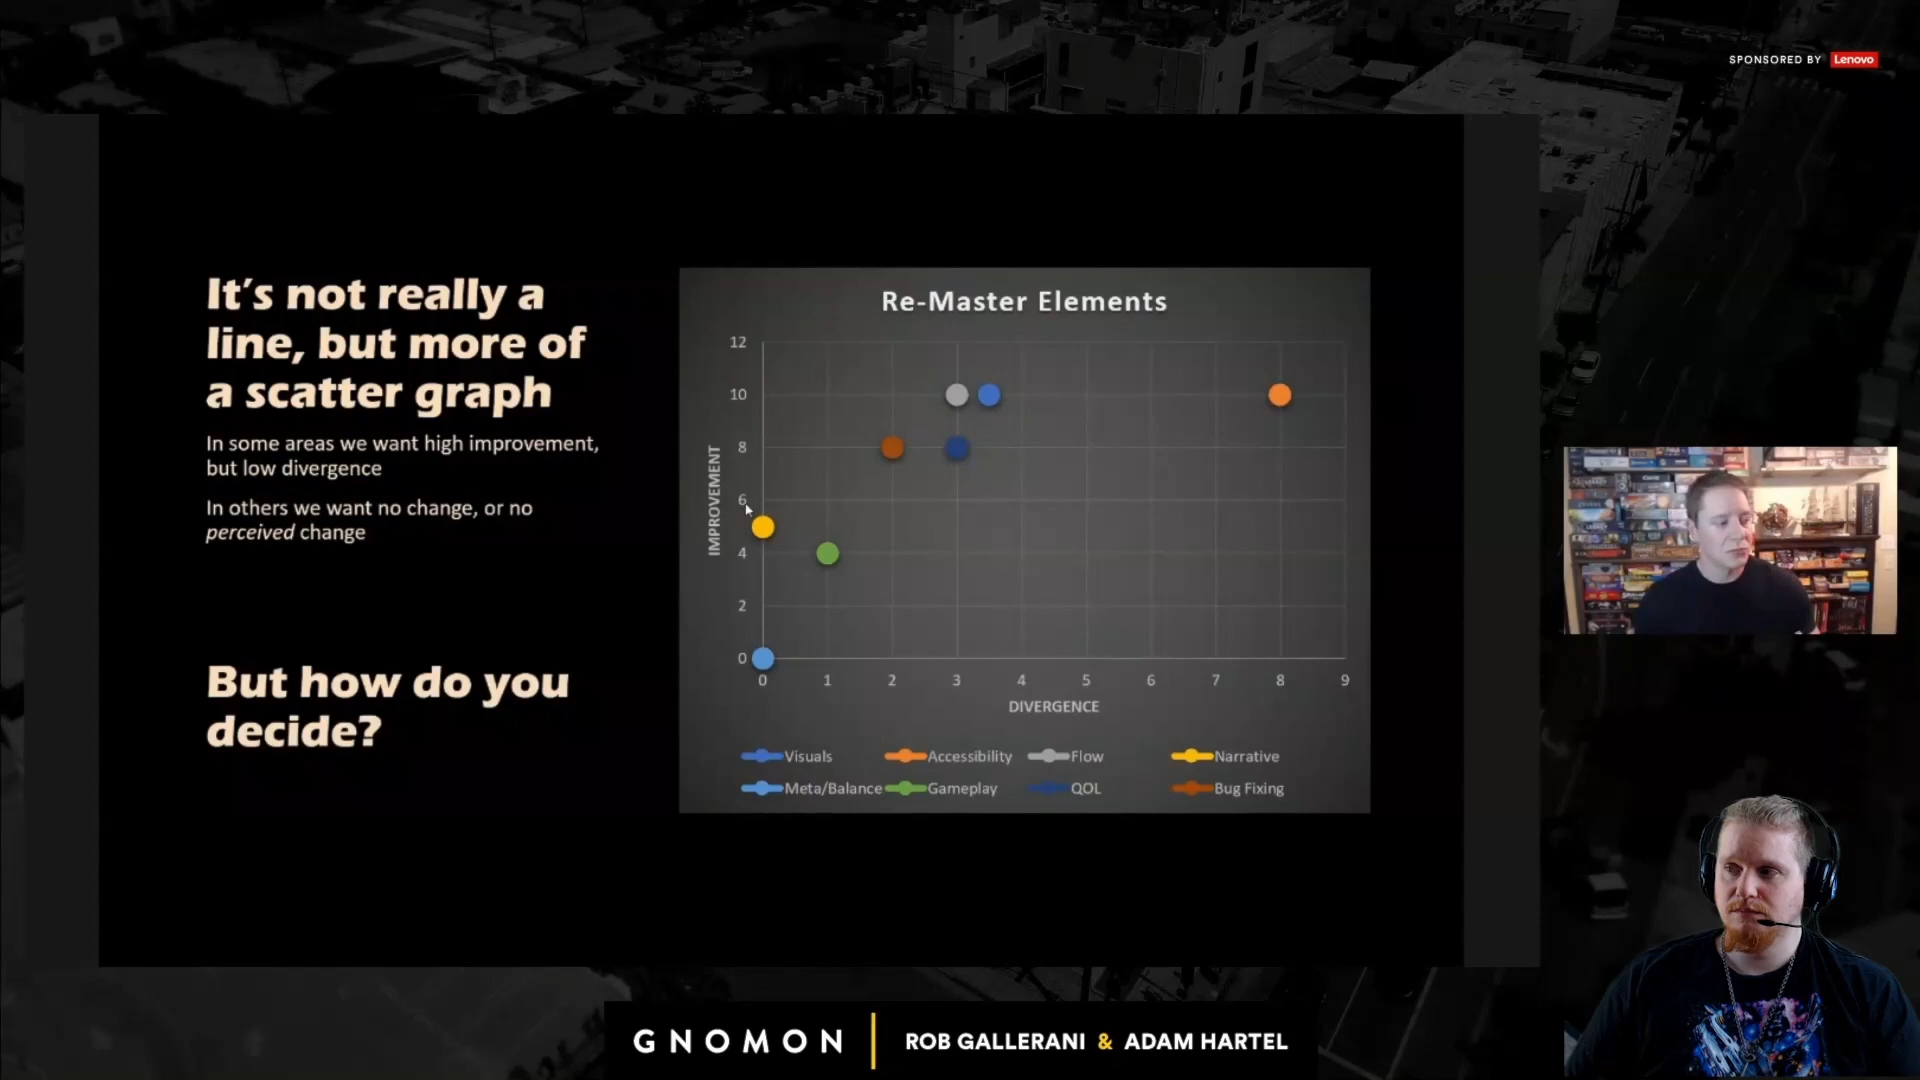 SPONSORED BY Lenovo
It's not really a
line, but more of
a scatter graph
In some areas we want high improvement,
but low divergence
In others we want no change, or no
perceived change
But how do you
decide?
Re-Master Elements
IMPROVEMENT
12
10
8
6
4
2
0
0 1 2 3 4 5 6 7 8 9
DIVERGENCE
Visuals Accessibility Flow Narrative
Meta/Balance Gameplay QOL Bug Fixing
GNOMON | ROB GALLERANI & ADAM HARTEL